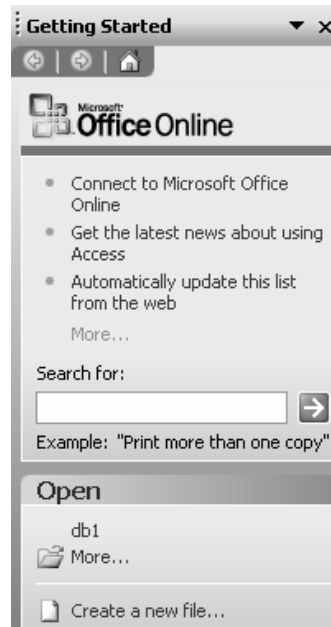 Getting Started
Microsoft
Office Online
Connect to Microsoft Office
Online
Get the latest news about using
Access
Automatically update this list
from the web
More...
Search for:
Example: "Print more than one copy"
Open
db1
More...
Create a new file...